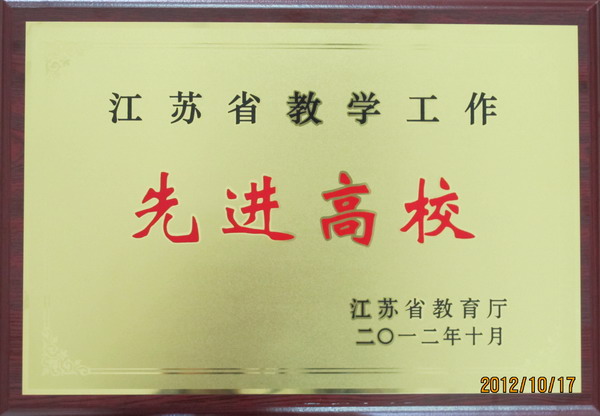 江苏省教学工作
先进高校
江苏省教育厅
二〇一二年十月
2012/10/17